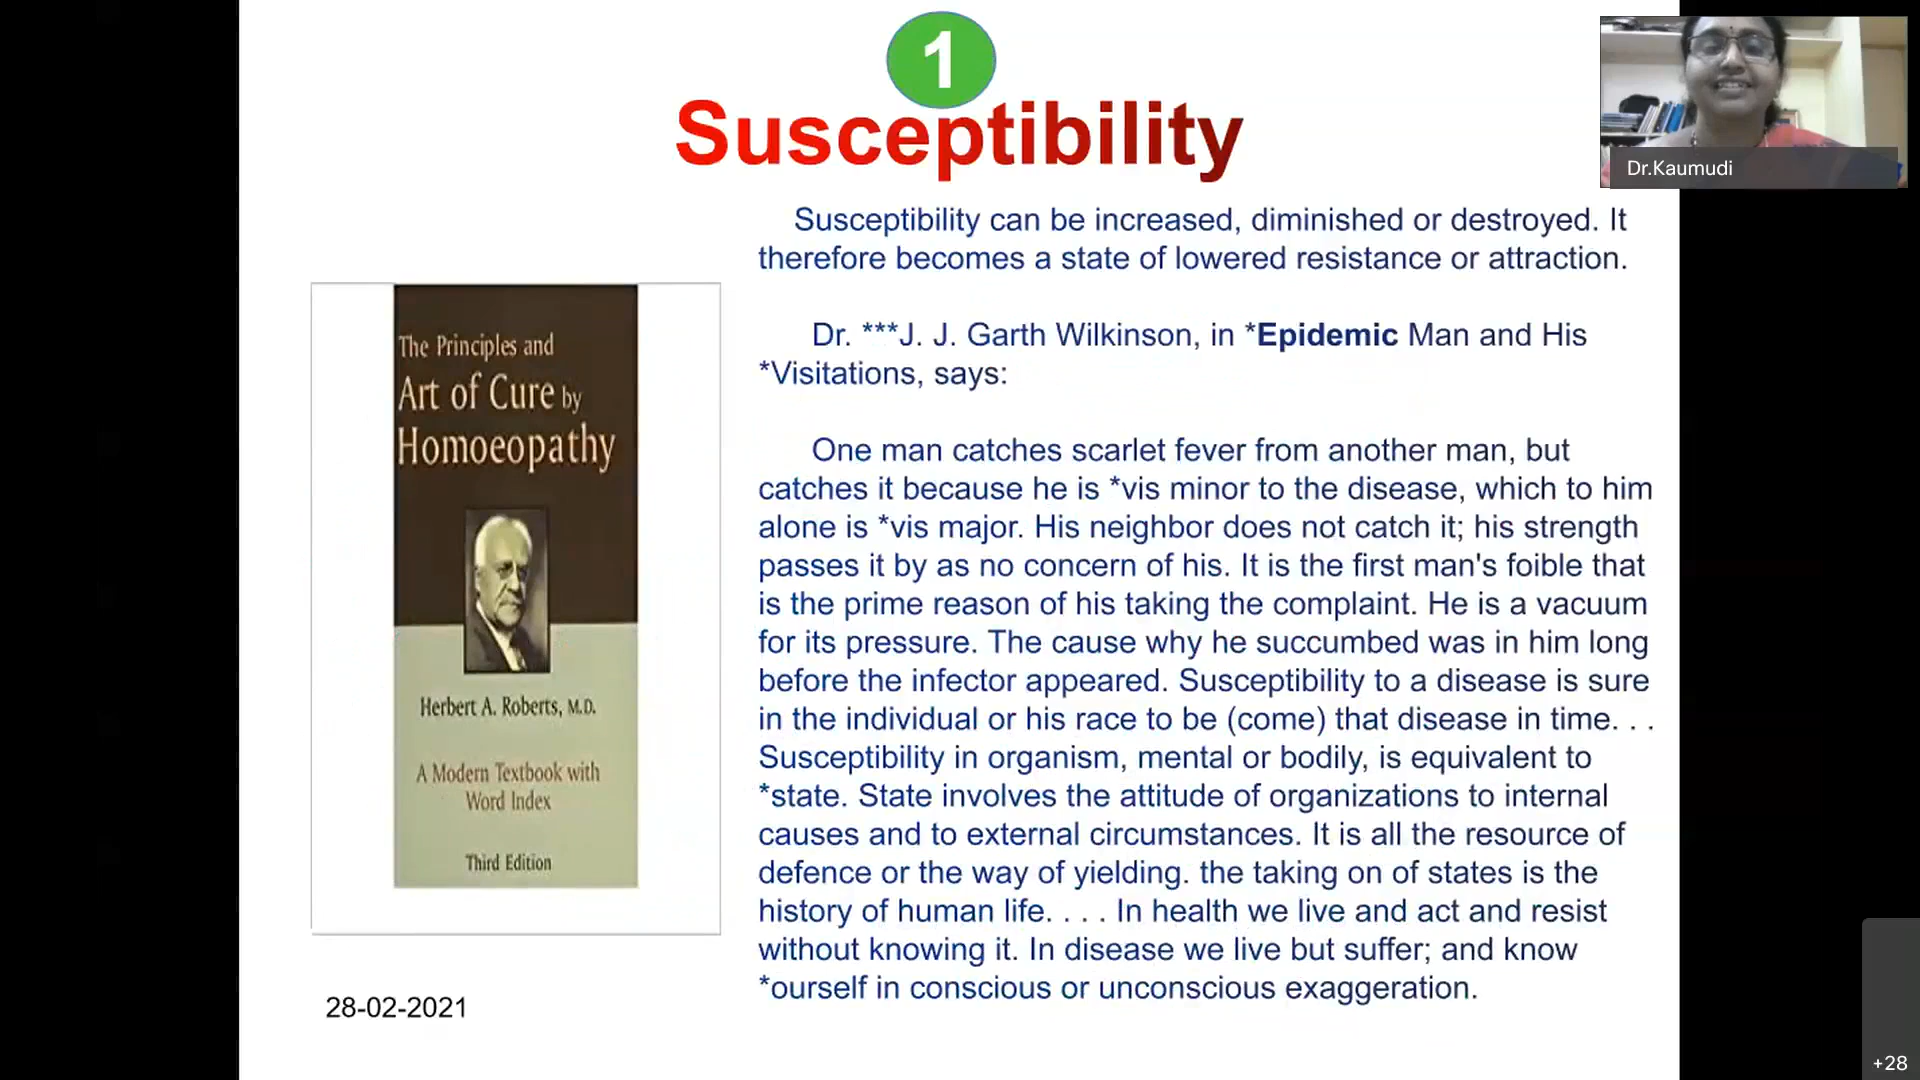 1
Susceptibility
Dr.Kaumudi
Susceptibility can be increased, diminished or destroyed. It
therefore becomes a state of lowered resistance or attraction.
Dr. ***J. J. Garth Wilkinson, in *Epidemic Man and His
*Visitations, says:
One man catches scarlet fever from another man, but
catches it because he is *vis minor to the disease, which to him
alone is *vis major. His neighbor does not catch it; his strength
passes it by as no concern of his. It is the first man's foible that
is the prime reason of his taking the complaint. He is a vacuum
for its pressure. The cause why he succumbed was in him long
before the infector appeared. Susceptibility to a disease is sure
in the individual or his race to be (come) that disease in time. . .
Susceptibility in organism, mental or bodily, is equivalent to
*state. State involves the attitude of organizations to internal
causes and to external circumstances. It is all the resource of
defence or the way of yielding. the taking on of states is the
history of human life. . . . In health we live and act and resist
without knowing it. In disease we live but suffer; and know
*ourself in conscious or unconscious exaggeration.
The Principles and
Art of Cure by
Homoeopathy
Herbert A. Roberts, M.D.
A Modern Textbook with
Word Index
Third Edition
28-02-2021
+28